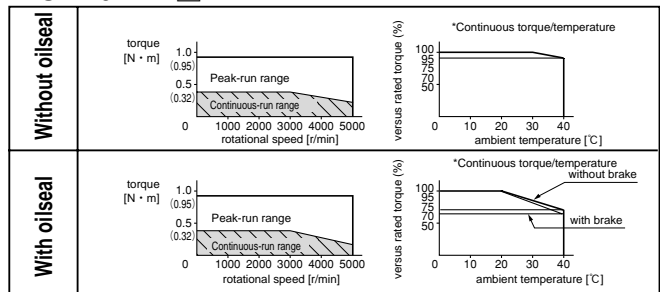 Without oilseal
torque
[N・m]
1.0
(0.95)
0.5
(0.32)
Peak-run range
Continuous-run range
0 1000 2000 3000 4000 5000
rotational speed [r/min]
*Continuous torque/temperature
versus rated torque (%)
100
95
75
70
50
0 10 20 30 40
ambient temperature [℃]
With oilseal
torque
[N・m]
1.0
(0.95)
0.5
(0.32)
Peak-run range
Continuous-run range
0 1000 2000 3000 4000 5000
rotational speed [r/min]
*Continuous torque/temperature
without brake
versus rated torque (%)
100
95
75
70
50
with brake
0 10 20 30 40
ambient temperature [℃]